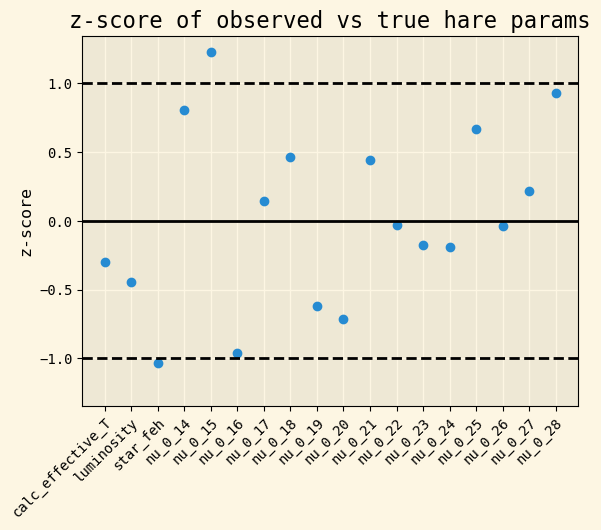 z-score of observed vs true hare params
z-score
1.0
0.5
0.0
−0.5
−1.0
calc_effective_T
luminosity
star_feh
nu_0_14
nu_0_15
nu_0_16
nu_0_17
nu_0_18
nu_0_19
nu_0_20
nu_0_21
nu_0_22
nu_0_23
nu_0_24
nu_0_25
nu_0_26
nu_0_27
nu_0_28